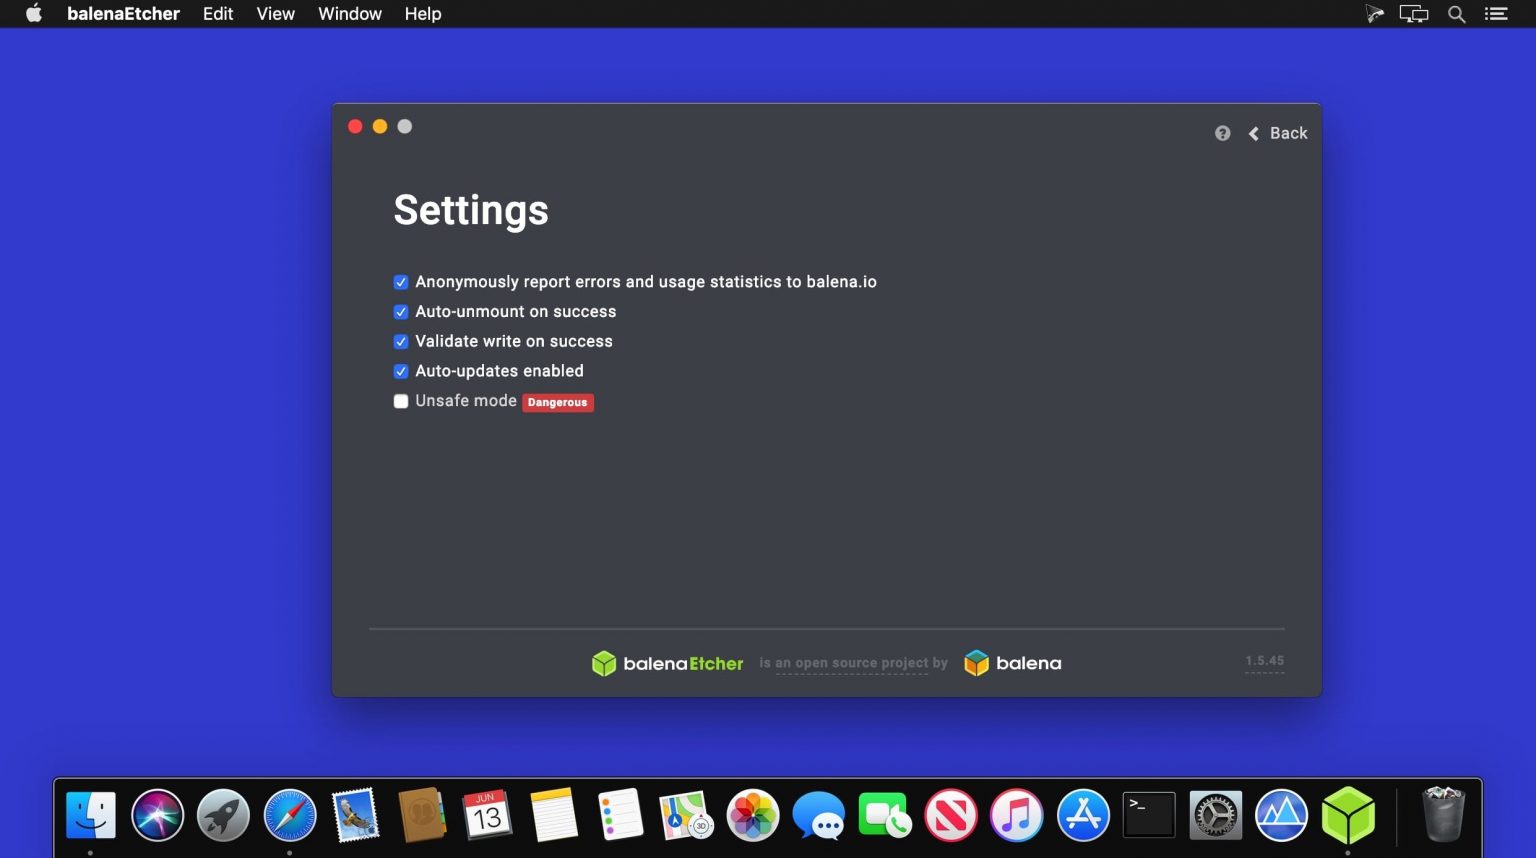 balenaEtcher Edit View Window Help
Back
Settings
Anonymously report errors and usage statistics to balena.io
Auto-unmount on success
Validate write on success
Auto-updates enabled
Unsafe mode Dangerous
balenaEtcher is an open source project by balena 1.5.45
JUN
13
3D
>_